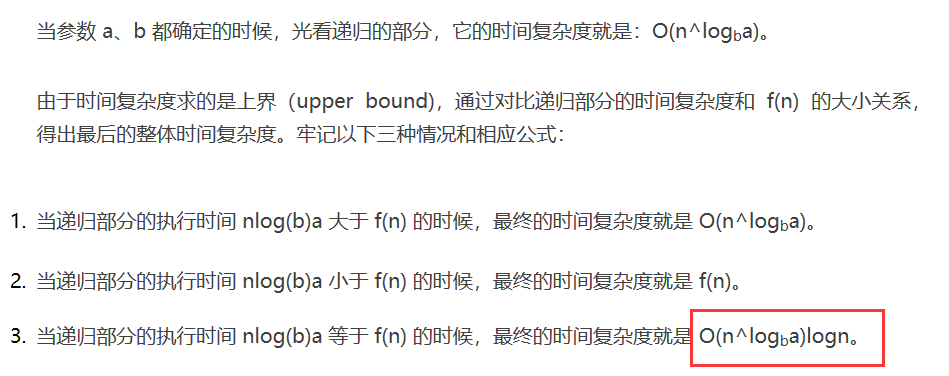 当参数 a、b 都确定的时候，光看递归的部分，它的时间复杂度就是：O(n^log_ba)。
由于时间复杂度求的是上界（upper bound），通过对比递归部分的时间复杂度和 f(n) 的大小关系，
得出最后的整体时间复杂度。牢记以下三种情况和相应公式：
1. 当递归部分的执行时间 nlog(b)a 大于 f(n) 的时候，最终的时间复杂度就是 O(n^log_ba)。
2. 当递归部分的执行时间 nlog(b)a 小于 f(n) 的时候，最终的时间复杂度就是 f(n)。
3. 当递归部分的执行时间 nlog(b)a 等于 f(n) 的时候，最终的时间复杂度就是 O(n^log_ba)logn。